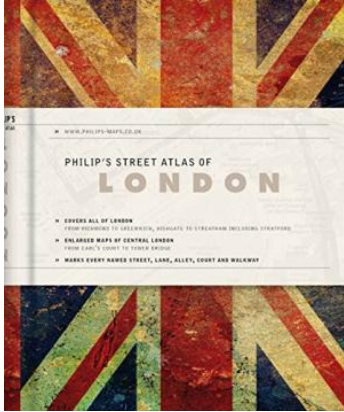 IP'S
atlas
» WWW.PHILIPS-MAPS.CO.UK
PHILIP'S STREET ATLAS OF
LONDON
» COVERS ALL OF LONDON
FROM RICHMOND TO GREENWICH, HIGHGATE TO STREATHAM INCLUDING STRATFORD
» ENLARGED MAPS OF CENTRAL LONDON
FROM EARL'S COURT TO TOWER BRIDGE
» MARKS EVERY NAMED STREET, LANE, ALLEY, COURT AND WALKWAY